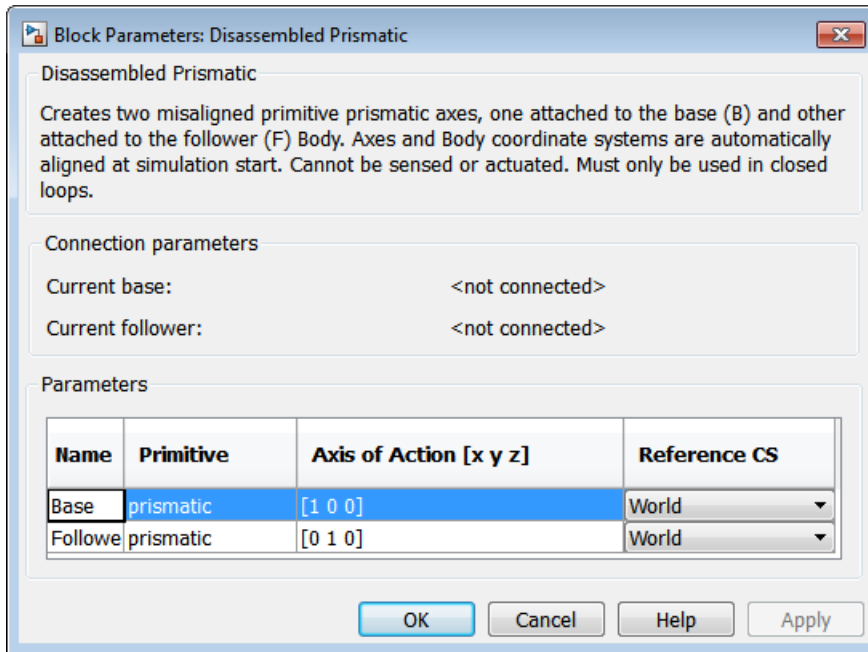 Block Parameters: Disassembled Prismatic
Disassembled Prismatic
Creates two misaligned primitive prismatic axes, one attached to the base (B) and other
attached to the follower (F) Body. Axes and Body coordinate systems are automatically
aligned at simulation start. Cannot be sensed or actuated. Must only be used in closed
loops.
Connection parameters
Current base: <not connected>
Current follower: <not connected>
Parameters
Name Primitive Axis of Action [x y z] Reference CS
Base prismatic [1 0 0] World
Followe prismatic [0 1 0] World
OK Cancel Help Apply